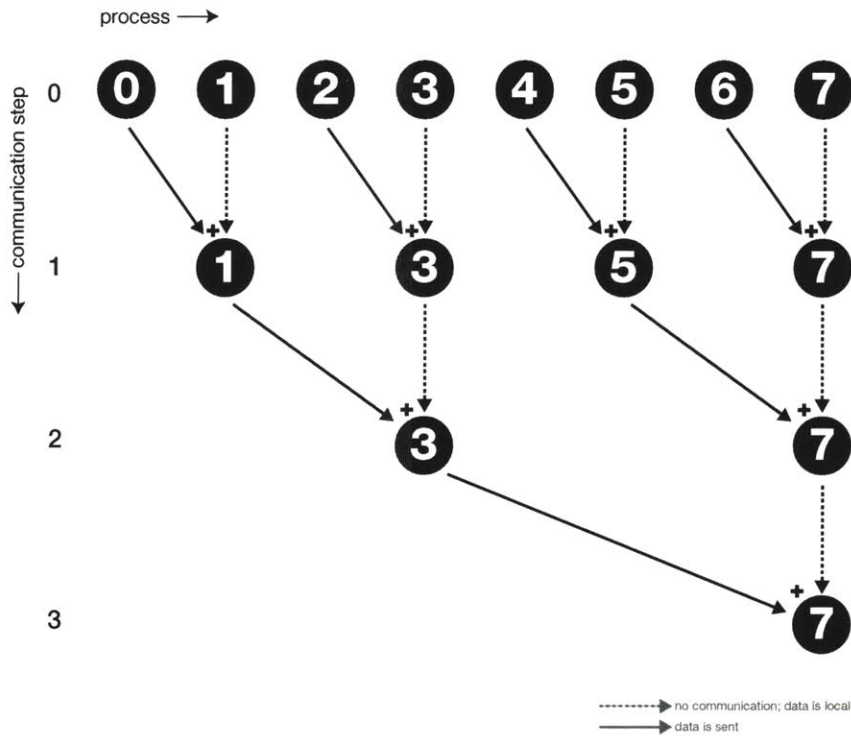 process
communication step
0
0 1 2 3 4 5 6 7
+ + + +
1
1 3 5 7
+ +
2
3 7
+
3
7
no communication; data is local
data is sent